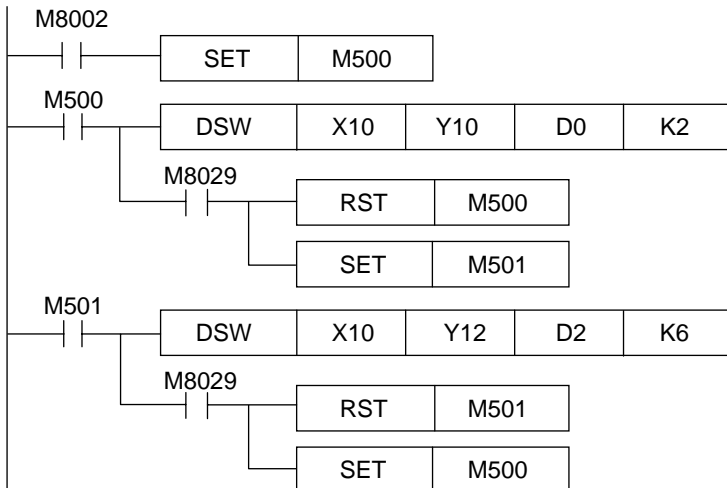 M8002
SET M500
M500
DSW X10 Y10 D0 K2
M8029
RST M500
SET M501
M501
DSW X10 Y12 D2 K6
M8029
RST M501
SET M500